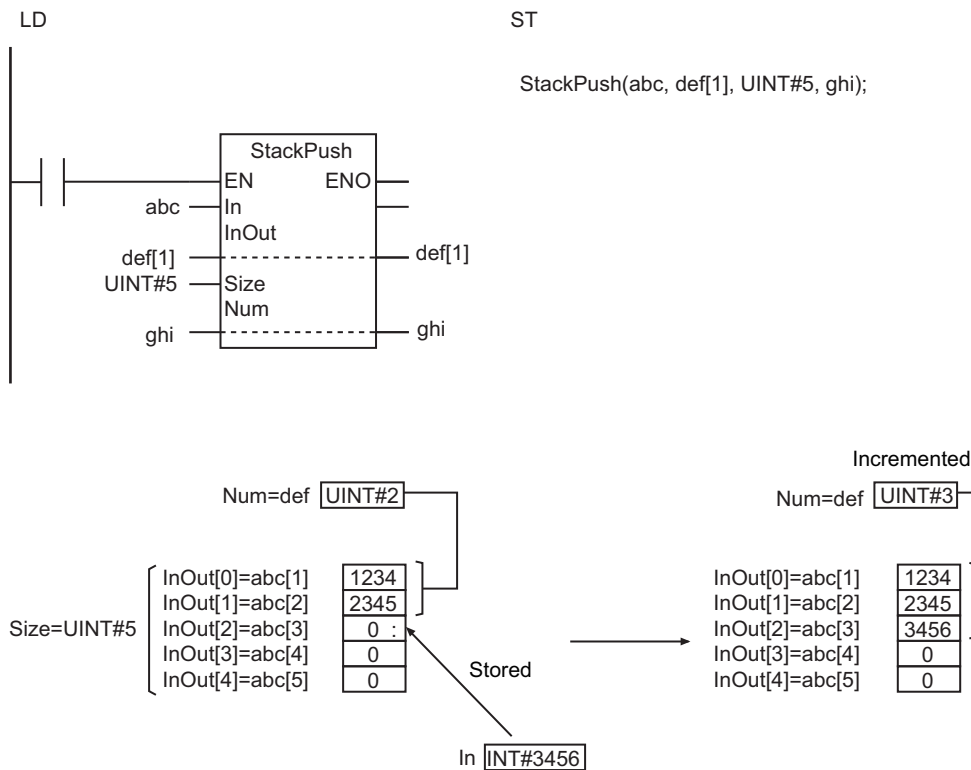 LD
ST
StackPush(abc, def[1], UINT#5, ghi);
StackPush
EN ENO
abc In
InOut
def[1] def[1]
UINT#5 Size
Num
ghi ghi
Incremented
Num=def UINT#2
Num=def UINT#3
Size=UINT#5
InOut[0]=abc[1] 1234
InOut[1]=abc[2] 2345
InOut[2]=abc[3] 0 :
InOut[3]=abc[4] 0
InOut[4]=abc[5] 0
Stored
In INT#3456
InOut[0]=abc[1] 1234
InOut[1]=abc[2] 2345
InOut[2]=abc[3] 3456
InOut[3]=abc[4] 0
InOut[4]=abc[5] 0